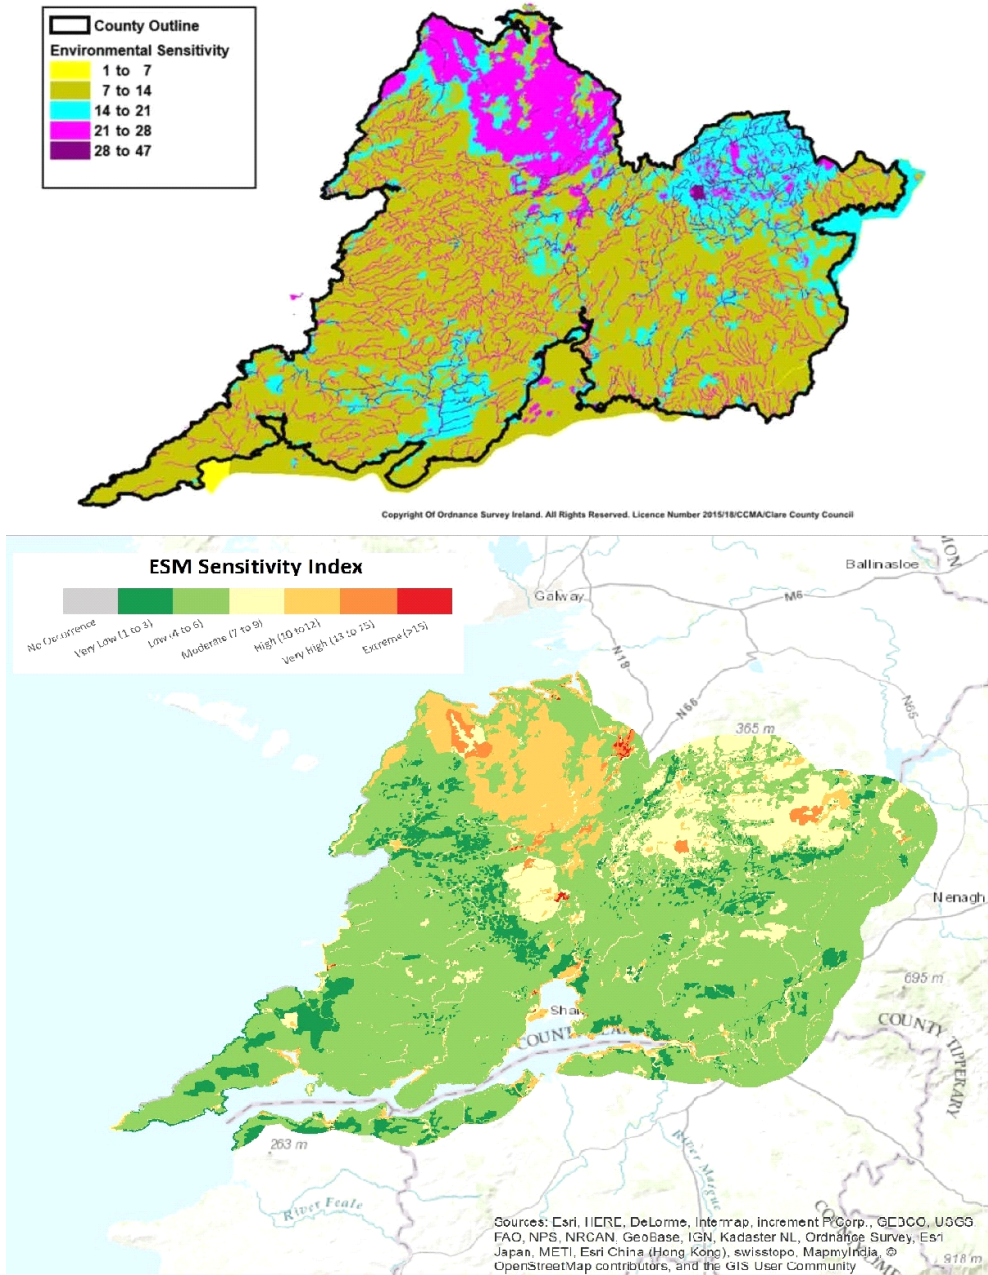 County Outline
Environmental Sensitivity
1 to 7
7 to 14
14 to 21
21 to 28
28 to 47
Copyright Of Ordnance Survey Ireland. All Rights Reserved. Licence Number 2015/18/CCMA/Clare County Council
ESM Sensitivity Index
No Occurrence
Very Low (1 to 3)
Low (4 to 6)
Moderate (7 to 9)
High (10 to 12)
Very High (13 to 15)
Extreme (>15)
Ballinasloe
Galway
M6
N18
N66
N65
365 m
Nenagh
695 m
COUNTY TIPPERARY
263 m
River Feale
River Maigue
918 m
Sources: Esri, HERE, DeLorme, Intermap, increment P Corp., GEBCO, USGS
FAO, NPS, NRCAN, GeoBase, IGN, Kadaster NL, Ordnance Survey, Esri
Japan, METI, Esri China (Hong Kong), swisstopo, MapmyIndia, ©
OpenStreetMap contributors, and the GIS User Community